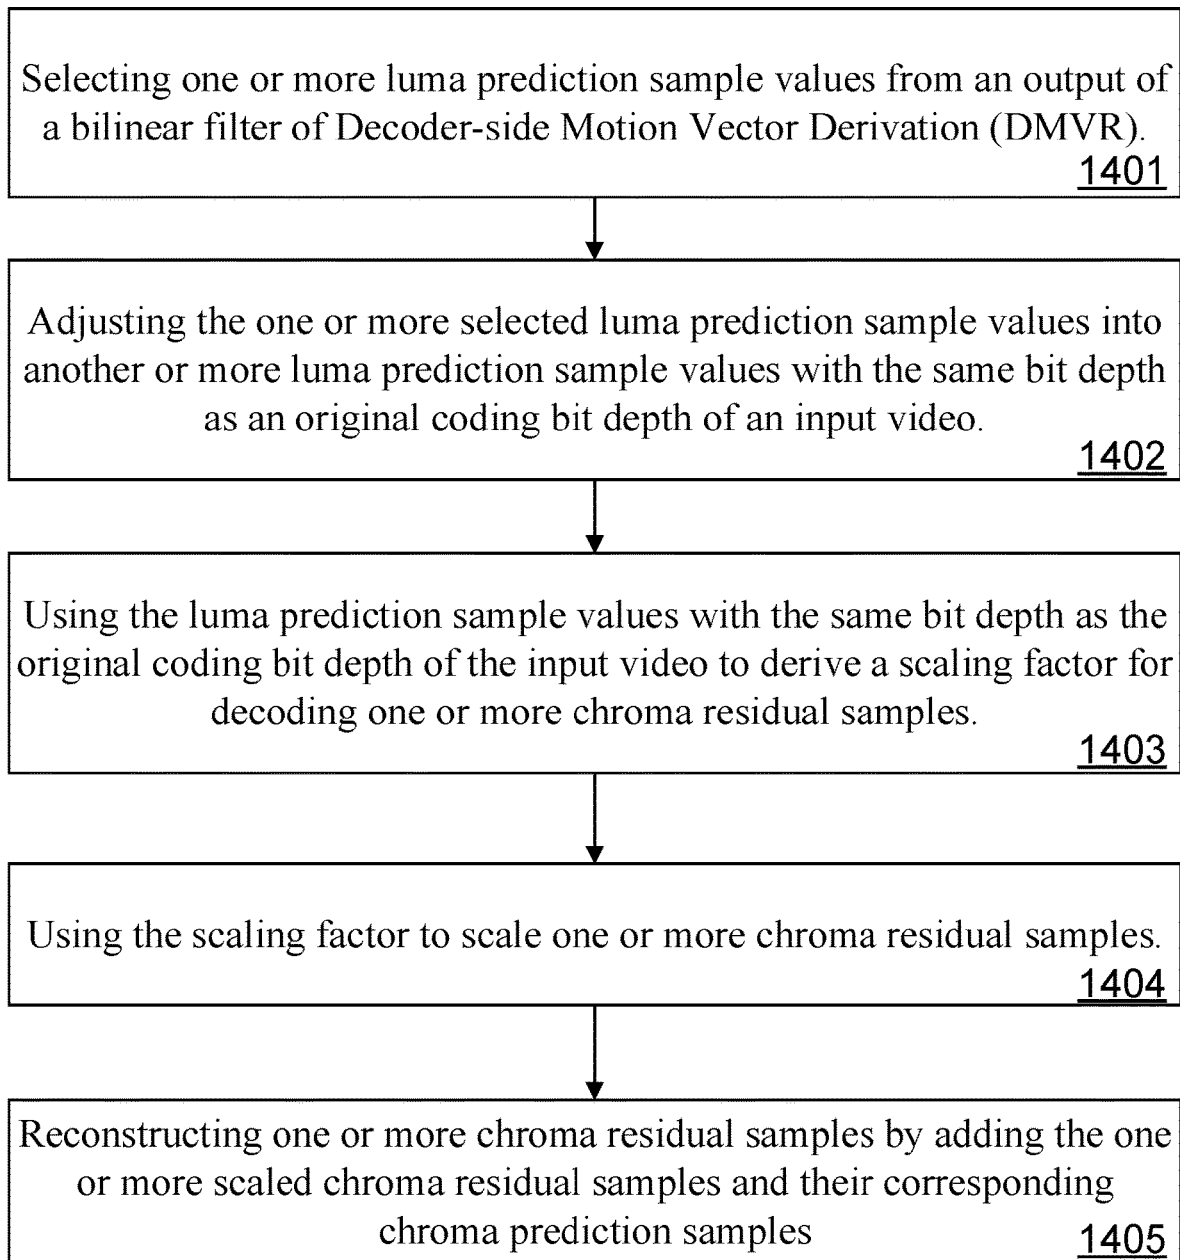 Selecting one or more luma prediction sample values from an output of
a bilinear filter of Decoder-side Motion Vector Derivation (DMVR).
1401
Adjusting the one or more selected luma prediction sample values into
another or more luma prediction sample values with the same bit depth
as an original coding bit depth of an input video.
1402
Using the luma prediction sample values with the same bit depth as the
original coding bit depth of the input video to derive a scaling factor for
decoding one or more chroma residual samples.
1403
Using the scaling factor to scale one or more chroma residual samples.
1404
Reconstructing one or more chroma residual samples by adding the one
or more scaled chroma residual samples and their corresponding
chroma prediction samples
1405